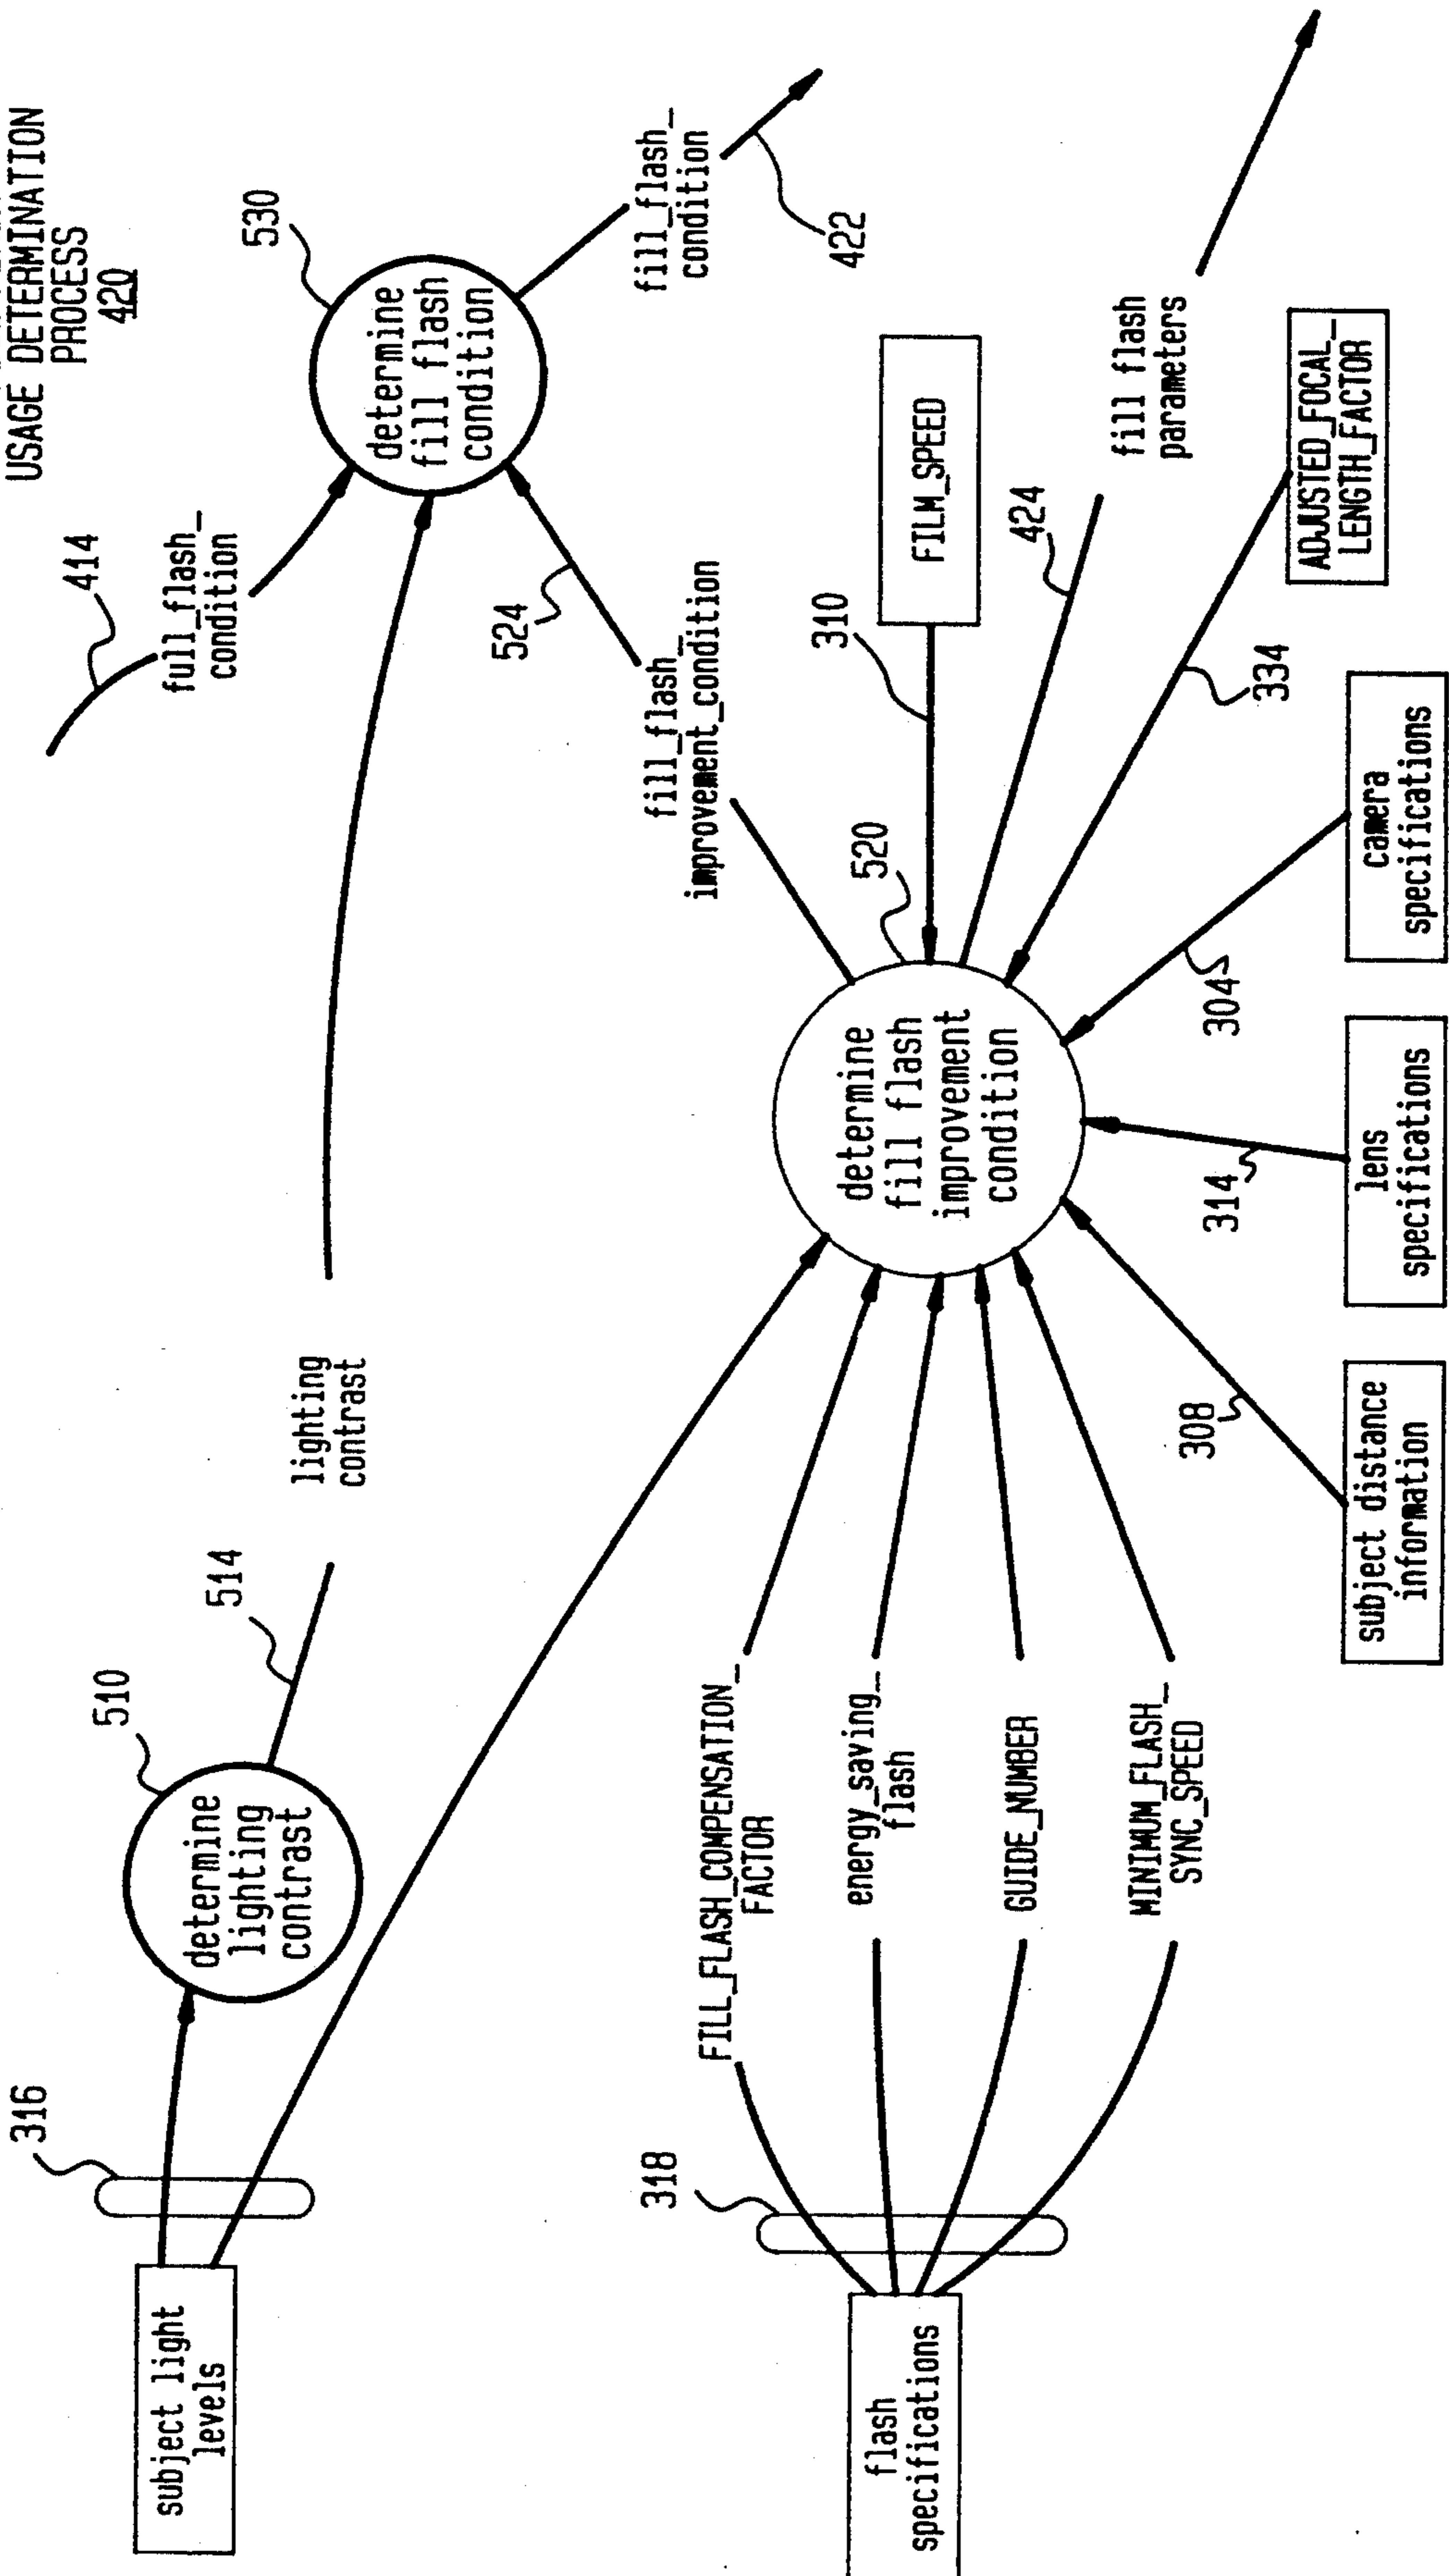 USAGE DETERMINATION
PROCESS
420
414
full_flash_
condition
530
determine
fill flash
condition
fill_flash_
condition
422
524
fill_flash_
improvement_condition
316
subject light
levels
510
determine
lighting
contrast
514
lighting
contrast
318
flash
specifications
FILL_FLASH_COMPENSATION_
FACTOR
energy_saving_
flash
GUIDE_NUMBER
MINIMUM_FLASH_
SYNC_SPEED
520
determine
fill flash
improvement
condition
310
FILM_SPEED
424
fill flash
parameters
334
ADJUSTED_FOCAL_
LENGTH_FACTOR
304
camera
specifications
314
lens
specifications
308
subject distance
information